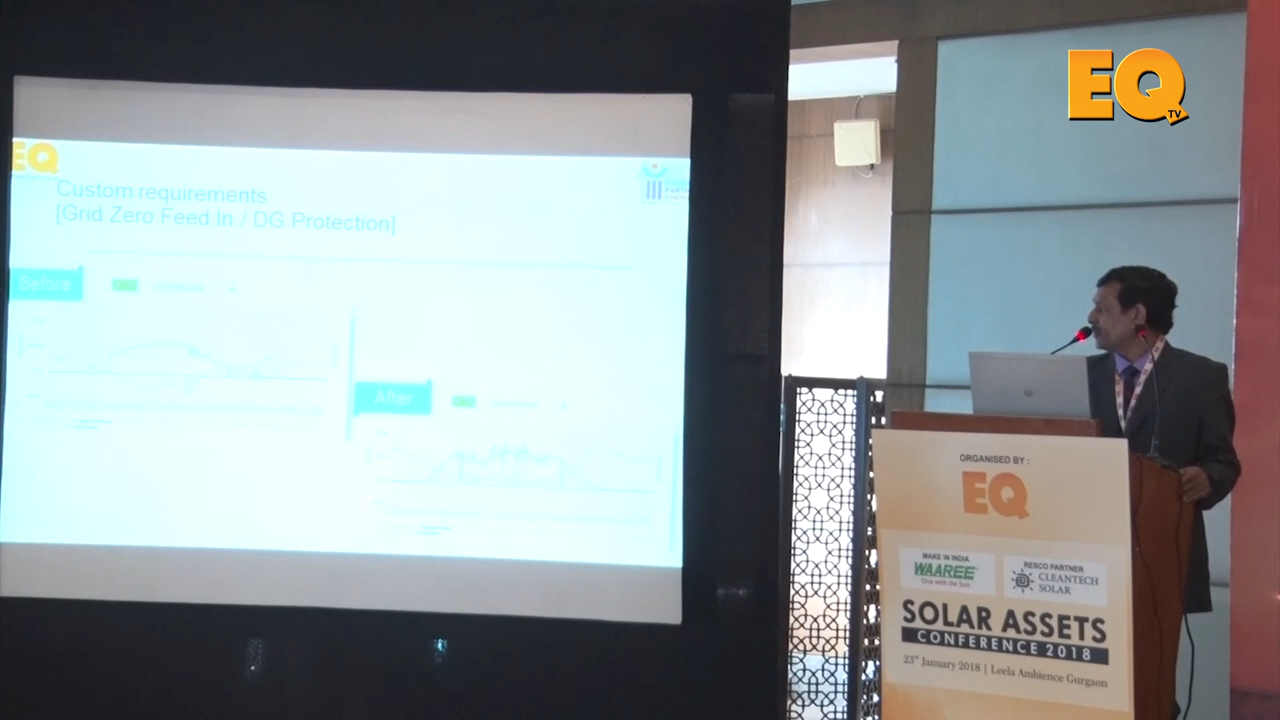 EQ
Custom requirements
[Grid Zero Feed In / DG Protection]
Before
After
EQ
TV
ORGANISED BY :
EQ
MAKE IN INDIA
WAAREE
One with the Sun
RESCO PARTNER
CLEANTECH
SOLAR
SOLAR ASSETS
CONFERENCE 2018
23rd January 2018 | Leela Ambience Gurgaon